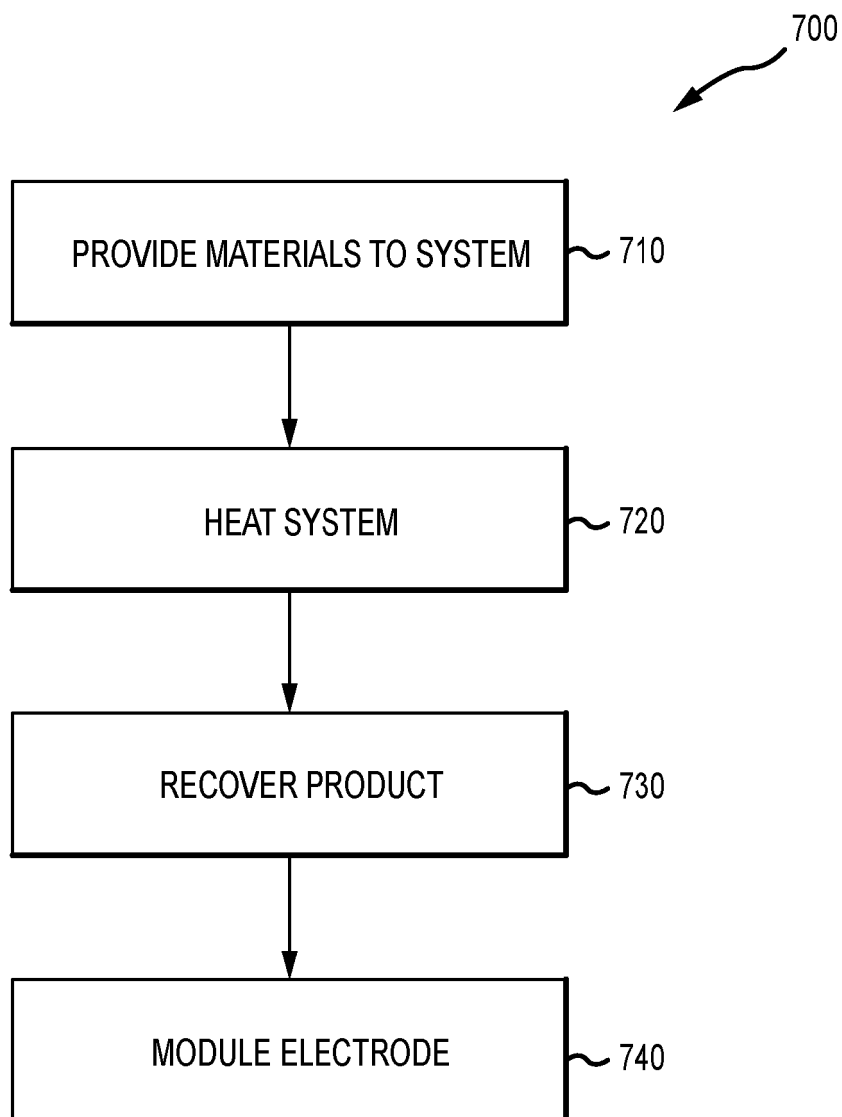 700
PROVIDE MATERIALS TO SYSTEM
710
HEAT SYSTEM
720
RECOVER PRODUCT
730
MODULE ELECTRODE
740